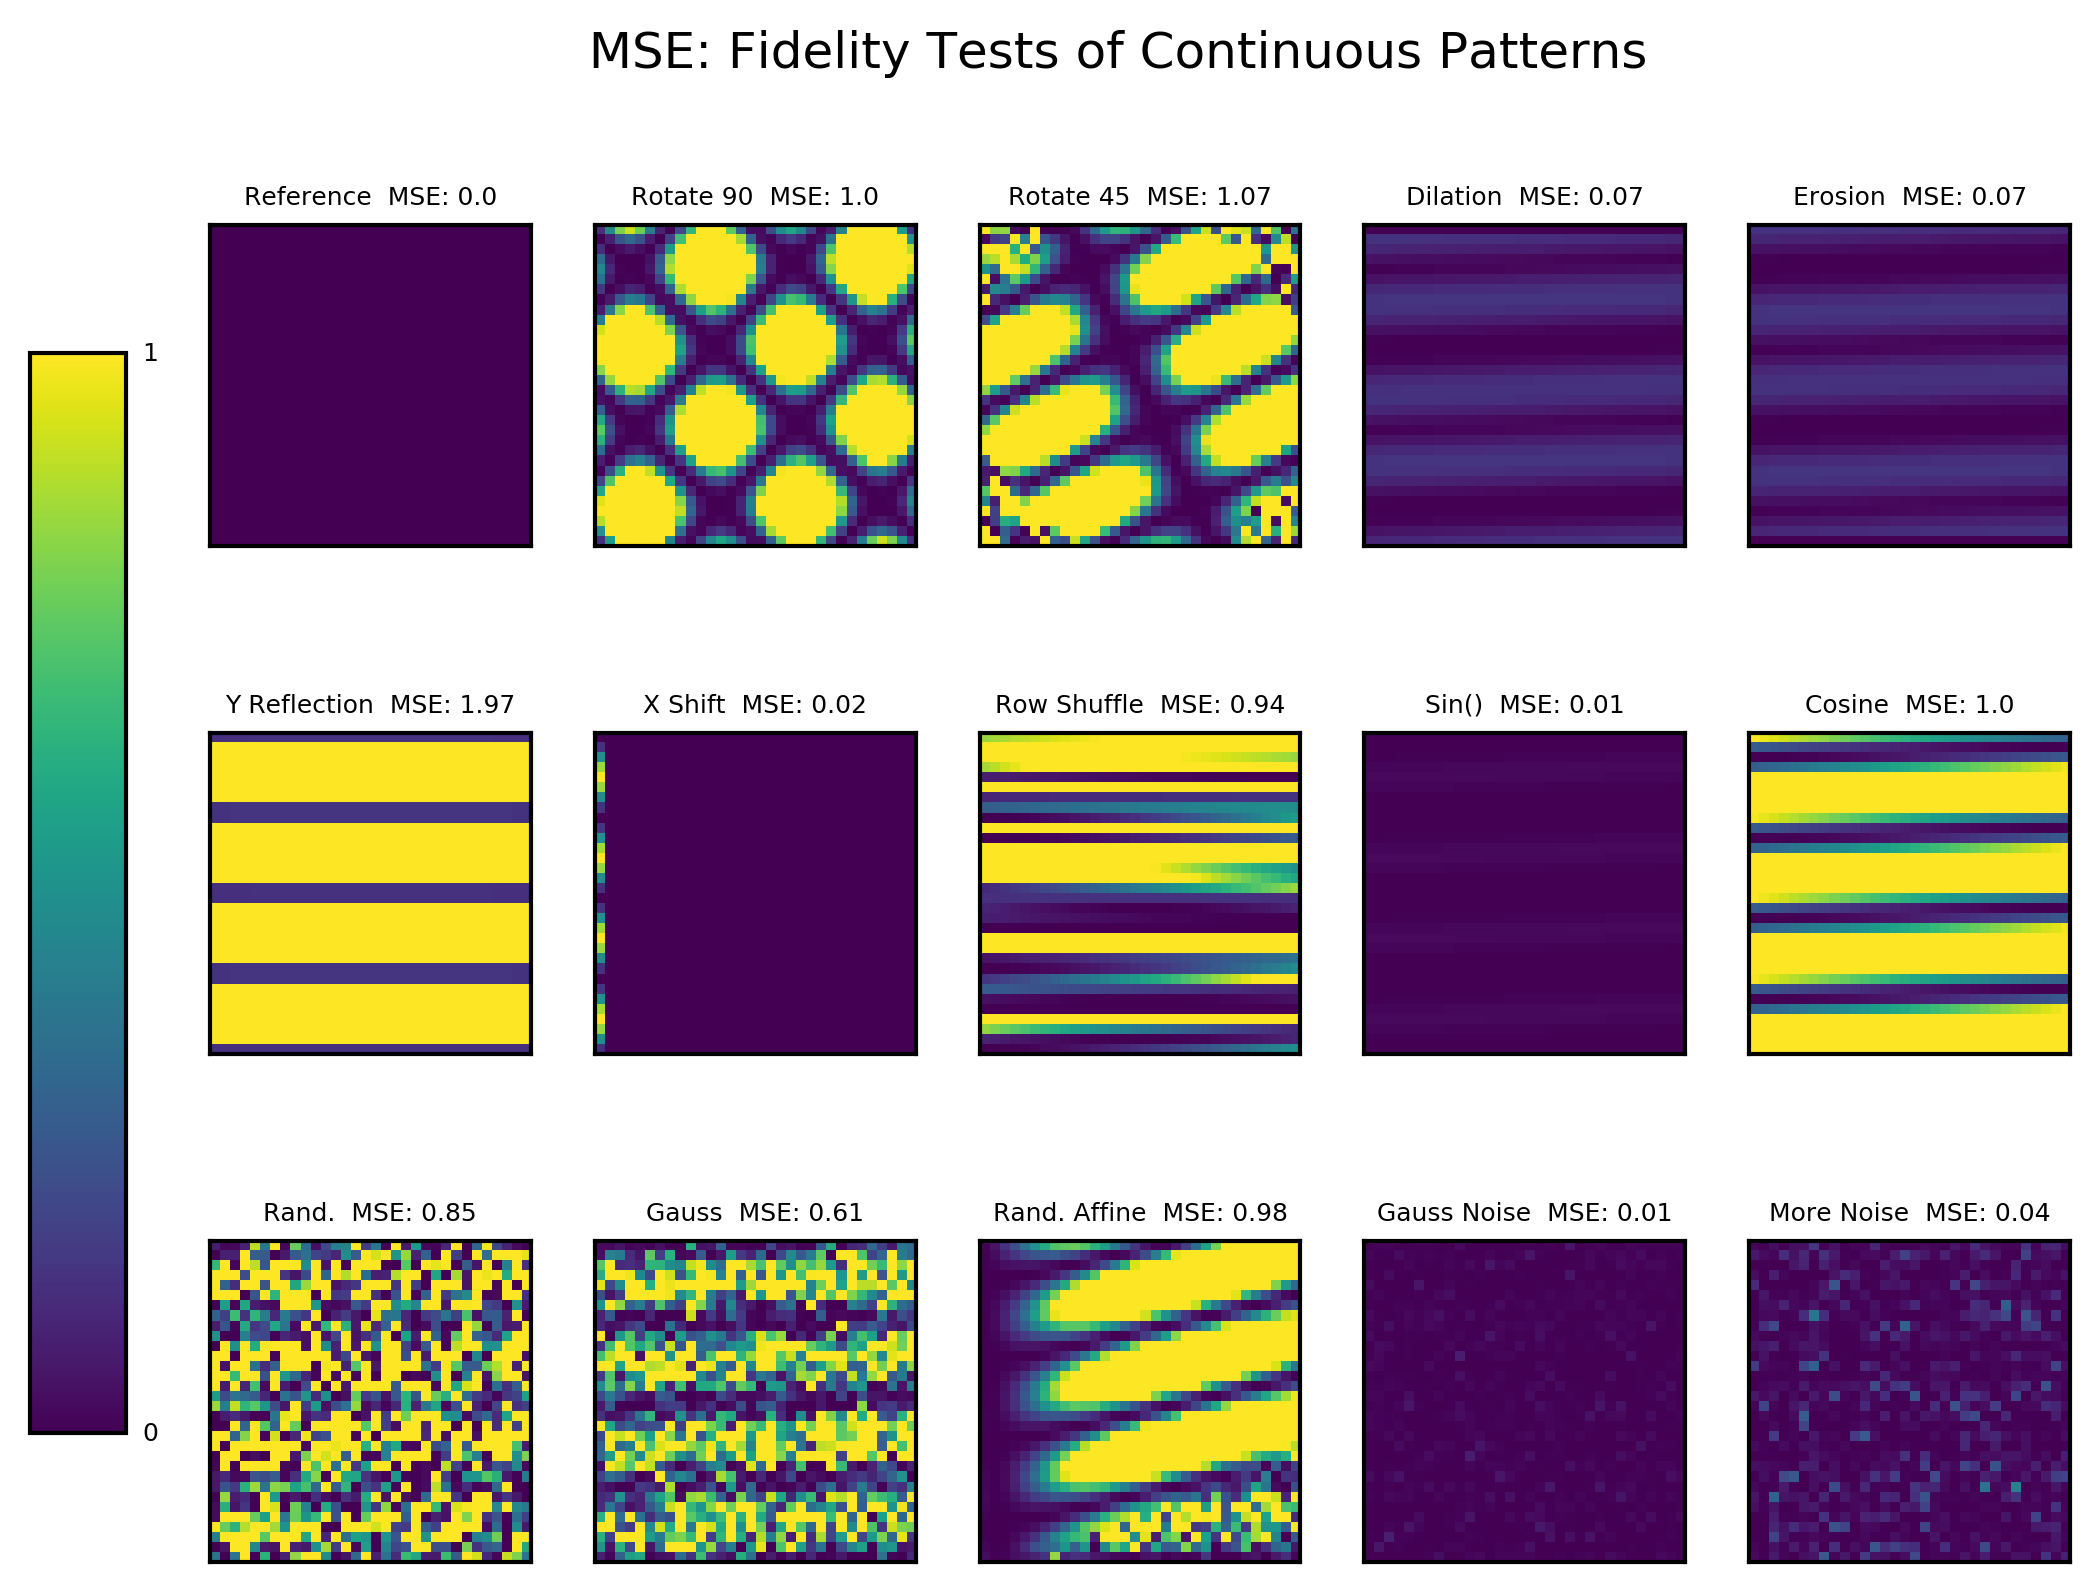 MSE: Fidelity Tests of Continuous Patterns
Reference  MSE: 0.0
Rotate 90  MSE: 1.0
Rotate 45  MSE: 1.07
Dilation  MSE: 0.07
Erosion  MSE: 0.07
1
Y Reflection  MSE: 1.97
X Shift  MSE: 0.02
Row Shuffle  MSE: 0.94
Sin()  MSE: 0.01
Cosine  MSE: 1.0
Rand.  MSE: 0.85
Gauss  MSE: 0.61
Rand. Affine  MSE: 0.98
Gauss Noise  MSE: 0.01
More Noise  MSE: 0.04
0